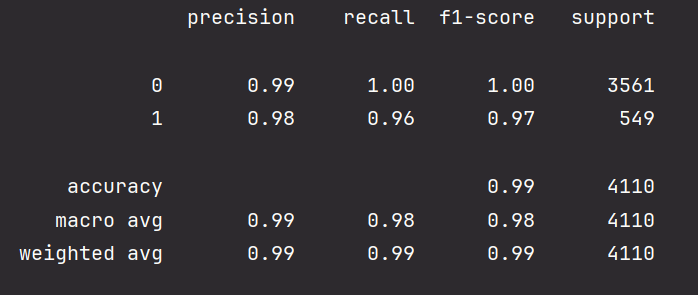 precision recall f1-score support
0 0.99 1.00 1.00 3561
1 0.98 0.96 0.97 549
accuracy 0.99 4110
macro avg 0.99 0.98 0.98 4110
weighted avg 0.99 0.99 0.99 4110